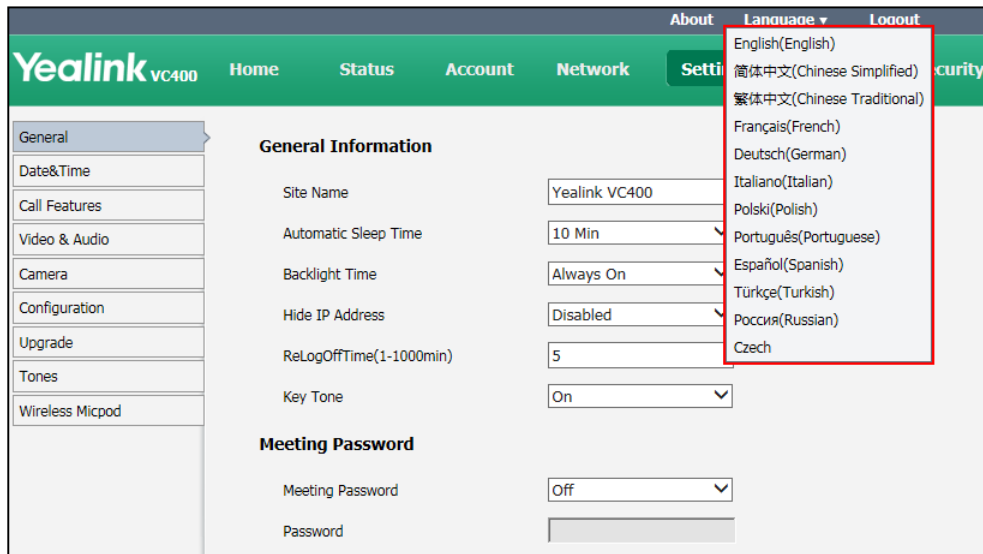 About Language ▾ Logout
Yealink VC400 Home Status Account Network Setti curity
English(English)
简体中文(Chinese Simplified)
繁体中文(Chinese Traditional)
Français(French)
Deutsch(German)
Italiano(Italian)
Polski(Polish)
Português(Portuguese)
Español(Spanish)
Türkçe(Turkish)
Россия(Russian)
Czech
General
Date&Time
Call Features
Video & Audio
Camera
Configuration
Upgrade
Tones
Wireless Micpod
General Information
Site Name Yealink VC400
Automatic Sleep Time 10 Min
Backlight Time Always On
Hide IP Address Disabled
ReLogOffTime(1-1000min) 5
Key Tone On
Meeting Password
Meeting Password Off
Password